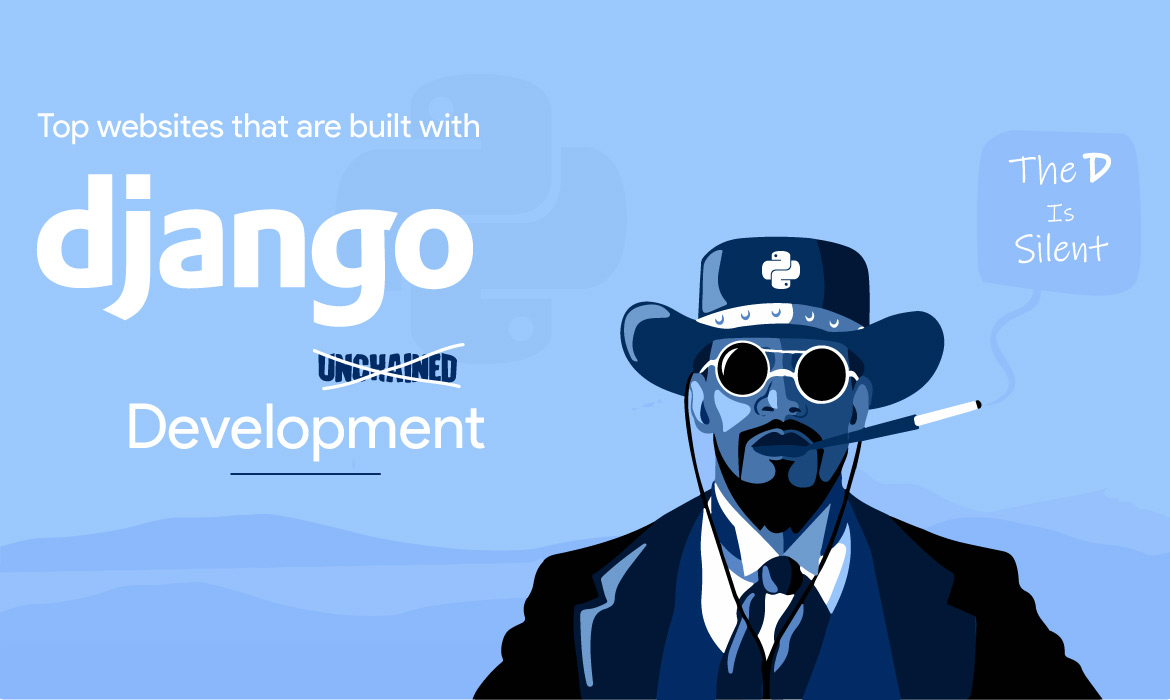 Top websites that are built with
django
UNCHAINED
Development
The D
Is
Silent